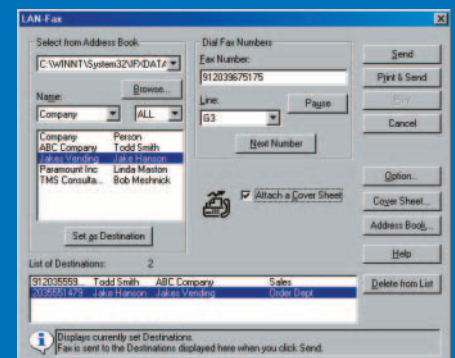 LAN-Fax
Select from Address Book
C:\WINNT\System32\IFXDATA
Browse...
Name:
Company ALL
Company Person
ABC Company Todd Smith
Jakes Vending Jake Hanson
Paramount Inc Linda Maston
TMS Consulta... Bob Meshnick
Set as Destination
Dial Fax Numbers
Fax Number:
912039675175
Line:
G3
Pause
Next Number
Attach a Cover Sheet
Send
Print & Send
Print
Cancel
Option...
Cover Sheet...
Address Book...
Help
Delete from List
List of Destinations: 2
912035559... Todd Smith ABC Company Sales
2035551479 Jake Hanson Jakes Vending Order Dept
Displays currently set Destinations.
Fax is sent to the Destinations displayed here when you click Send.